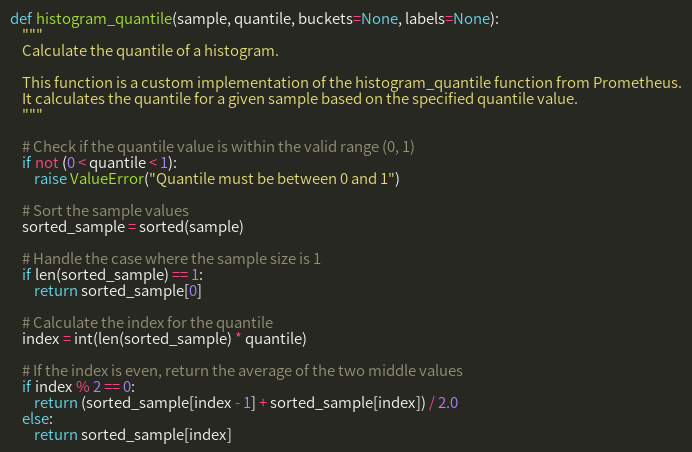 def histogram_quantile(sample, quantile, buckets=None, labels=None):
"""
Calculate the quantile of a histogram.
This function is a custom implementation of the histogram_quantile function from Prometheus.
It calculates the quantile for a given sample based on the specified quantile value.
"""
# Check if the quantile value is within the valid range (0, 1)
if not (0 < quantile < 1):
raise ValueError("Quantile must be between 0 and 1")
# Sort the sample values
sorted_sample = sorted(sample)
# Handle the case where the sample size is 1
if len(sorted_sample) == 1:
return sorted_sample[0]
# Calculate the index for the quantile
index = int(len(sorted_sample) * quantile)
# If the index is even, return the average of the two middle values
if index % 2 == 0:
return (sorted_sample[index - 1] + sorted_sample[index]) / 2.0
else:
return sorted_sample[index]